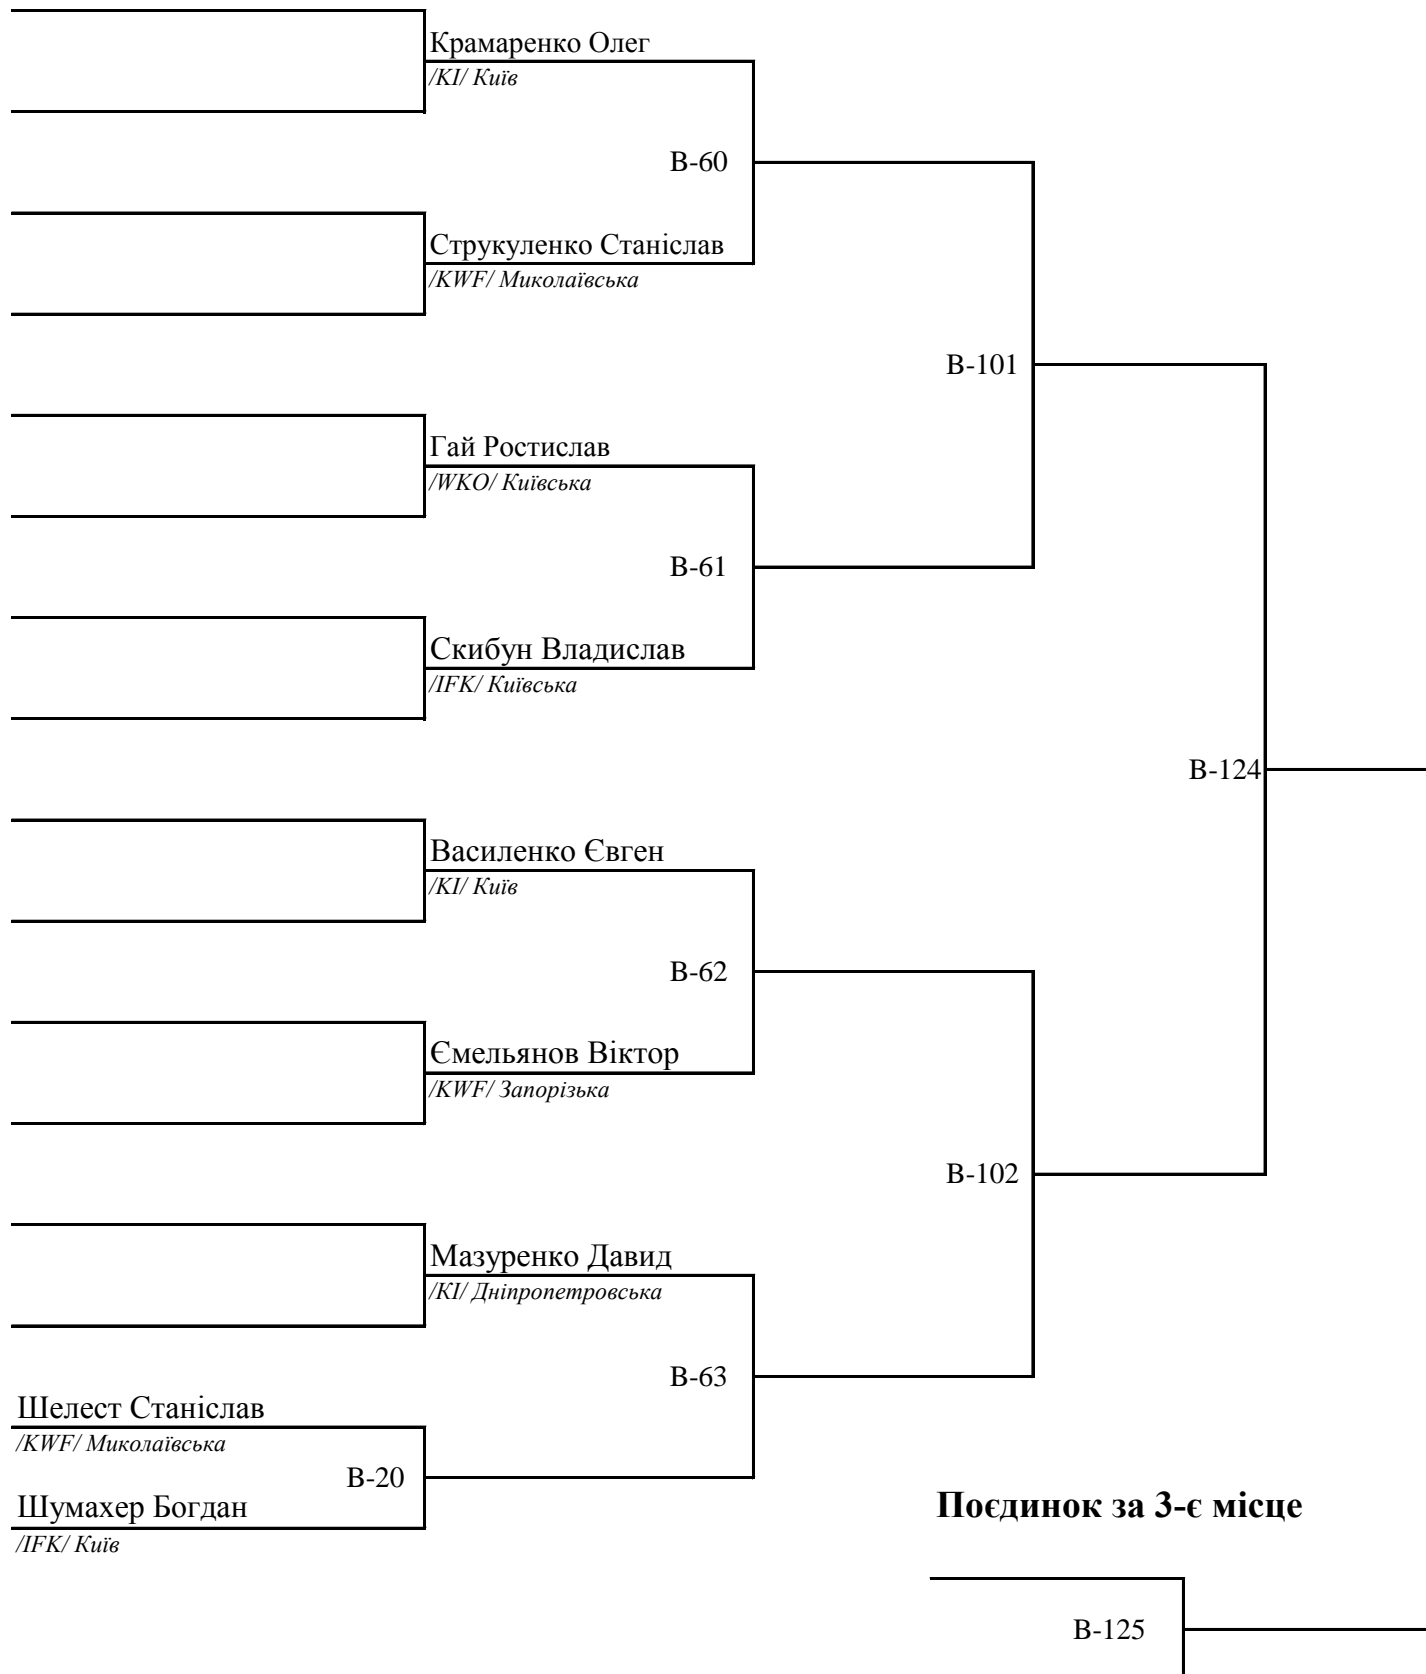 Крамаренко Олег
/KI/ Київ
В-60
Струкуленко Станіслав
/KWF/ Миколаївська
В-101
Гай Ростислав
/WKO/ Київська
В-61
Скибун Владислав
/IFK/ Київська
В-124
Василенко Євген
/KI/ Київ
В-62
Ємельянов Віктор
/KWF/ Запорізька
В-102
Мазуренко Давид
/KI/ Дніпропетровська
В-63
Шелест Станіслав
/KWF/ Миколаївська
В-20
Шумахер Богдан
/IFK/ Київ
Поєдинок за 3-є місце
В-125